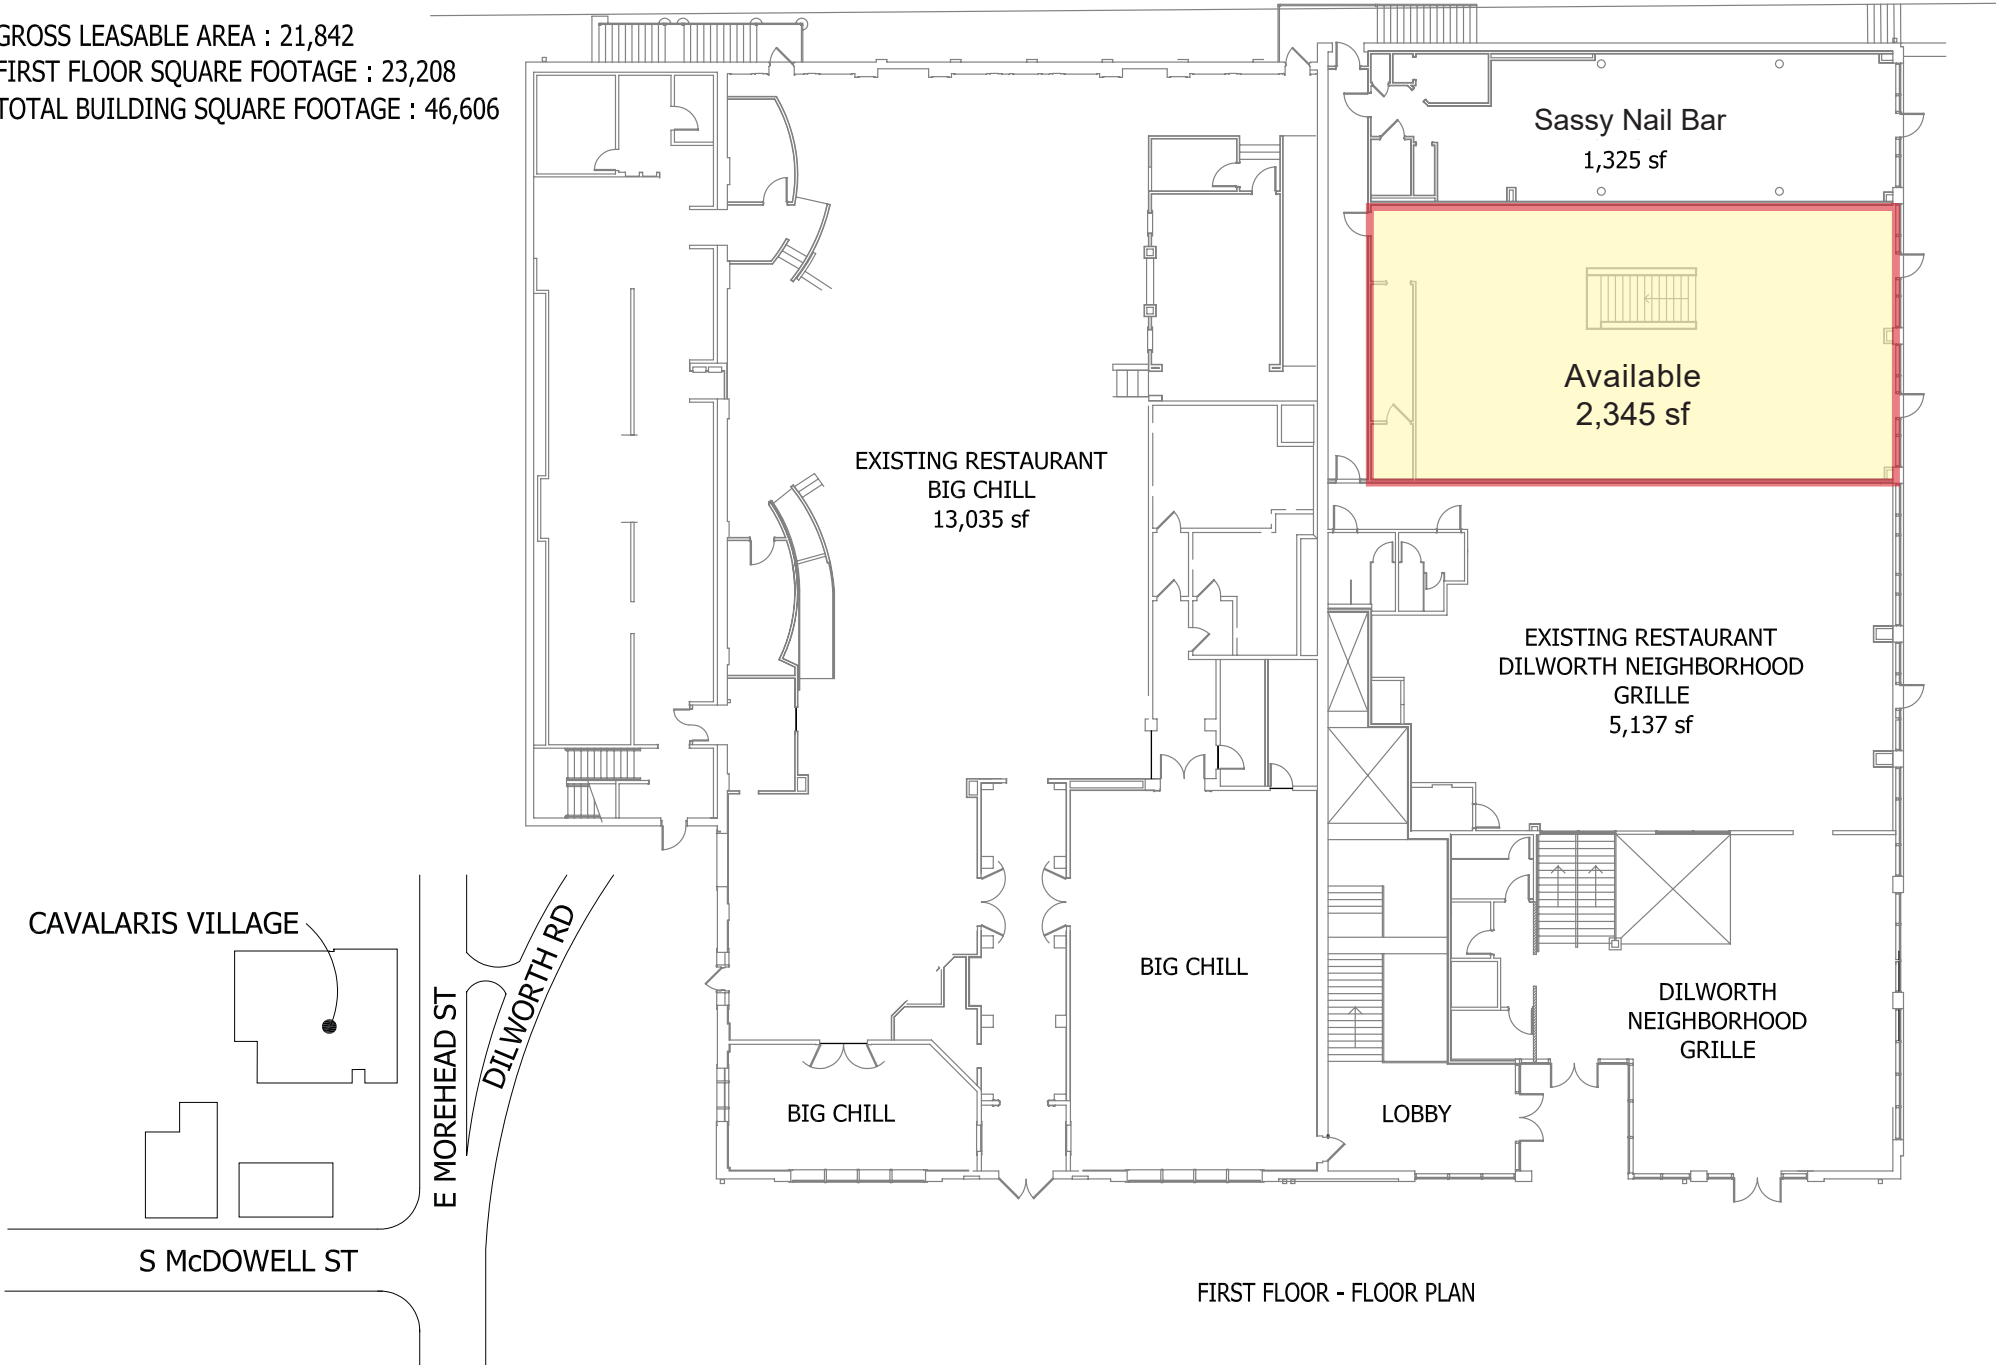 GROSS LEASABLE AREA : 21,842
FIRST FLOOR SQUARE FOOTAGE : 23,208
TOTAL BUILDING SQUARE FOOTAGE : 46,606
Sassy Nail Bar
1,325 sf
Available
2,345 sf
EXISTING RESTAURANT
BIG CHILL
13,035 sf
EXISTING RESTAURANT
DILWORTH NEIGHBORHOOD
GRILLE
5,137 sf
CAVALARIS VILLAGE
E MOREHEAD ST
DILWORTH RD
S McDOWELL ST
BIG CHILL
BIG CHILL
LOBBY
DILWORTH
NEIGHBORHOOD
GRILLE
FIRST FLOOR - FLOOR PLAN